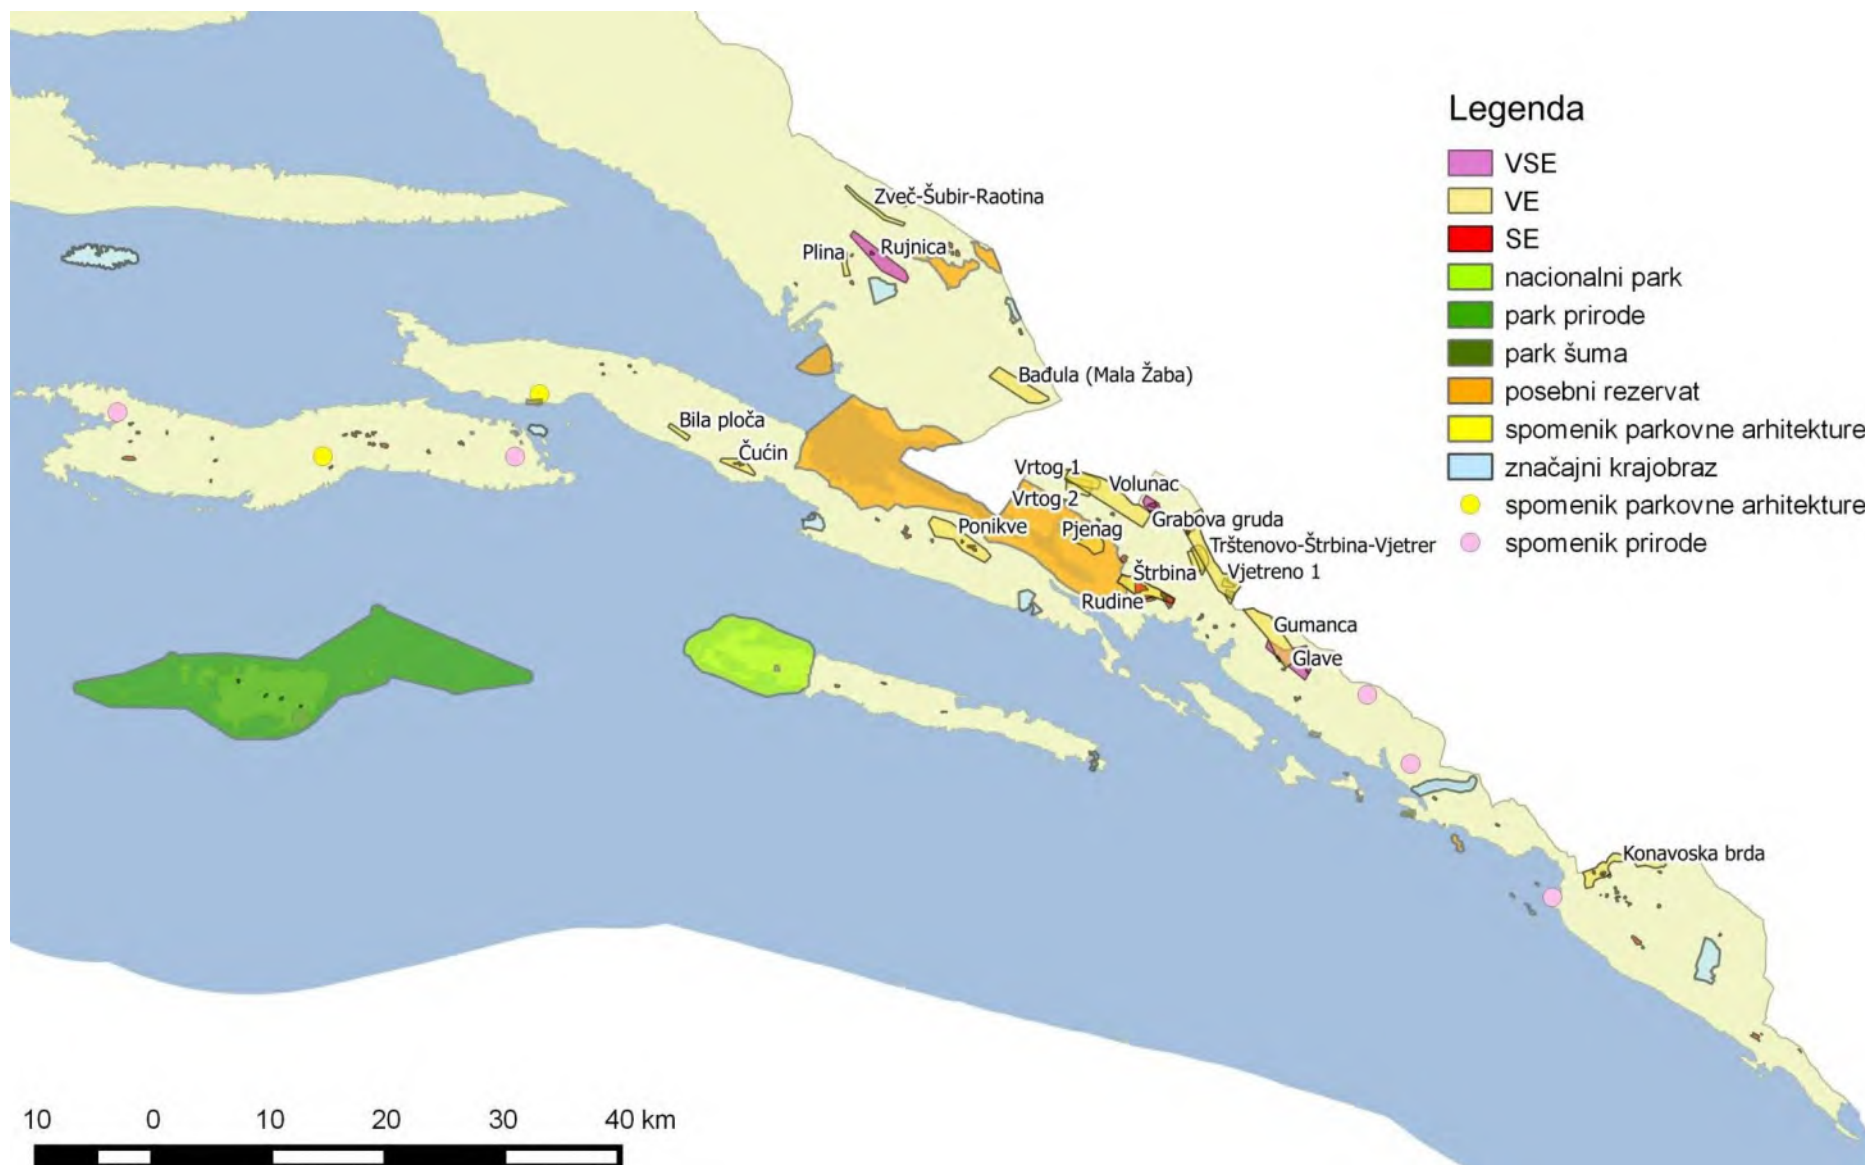 Legenda
VSE
VE
SE
nacionalni park
park prirode
park šuma
posebni rezervat
spomenik parkovne arhitekture
značajni krajobraz
spomenik parkovne arhitekture
spomenik prirode
Zveč-Šubir-Raotina
Plina
Rujnica
Bađula (Mala Žaba)
Bila ploča
Čućin
Vrtog 1
Volunac
Vrtog 2
Grabova gruda
Ponikve
Pjenag
Trštenovo-Štrbina-Vjetrer
Štrbina
Vjetreno 1
Rudine
Gumanca
Glave
Konavoska brda
10 0 10 20 30 40 km